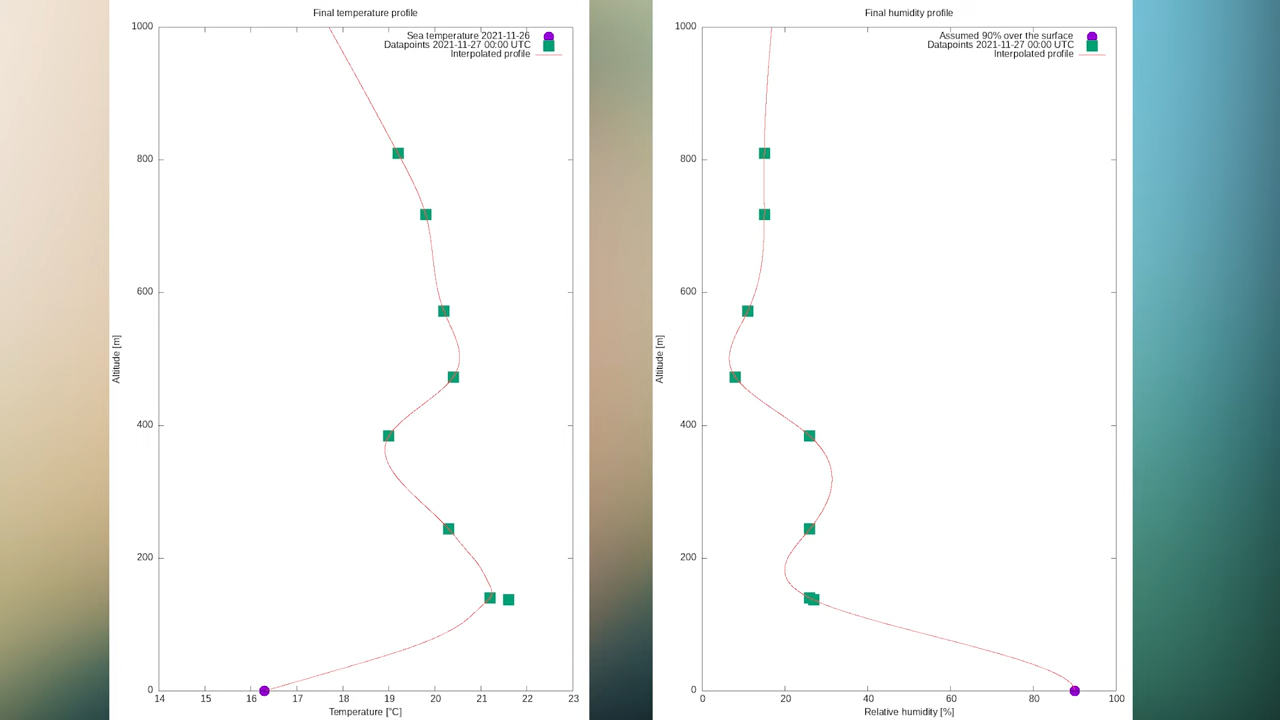 Final temperature profile
1000
800
600
400
200
0
Altitude [m]
Sea temperature 2021-11-26
Datapoints 2021-11-27 00:00 UTC
Interpolated profile
14 15 16 17 18 19 20 21 22 23
Temperature [°C]
Final humidity profile
1000
800
600
400
200
0
Altitude [m]
Assumed 90% over the surface
Datapoints 2021-11-27 00:00 UTC
Interpolated profile
0 20 40 60 80 100
Relative humidity [%]